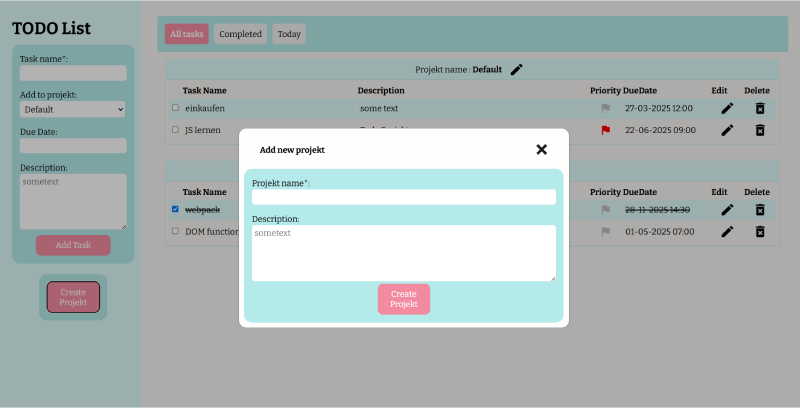 TODO List
Task name*:
Add to projekt:
Default
Due Date:
Description:
sometext
Add Task
Create
Projekt
All tasks
Completed
Today
Projekt name : Default
Task Name Description Priority DueDate Edit Delete
einkaufen some text 27-03-2025 12:00
JS lernen 22-06-2025 09:00
Task Name Priority DueDate Edit Delete
webpack 28-11-2025 14:30
DOM function 01-05-2025 07:00
Add new projekt
Projekt name*:
Description:
sometext
Create
Projekt